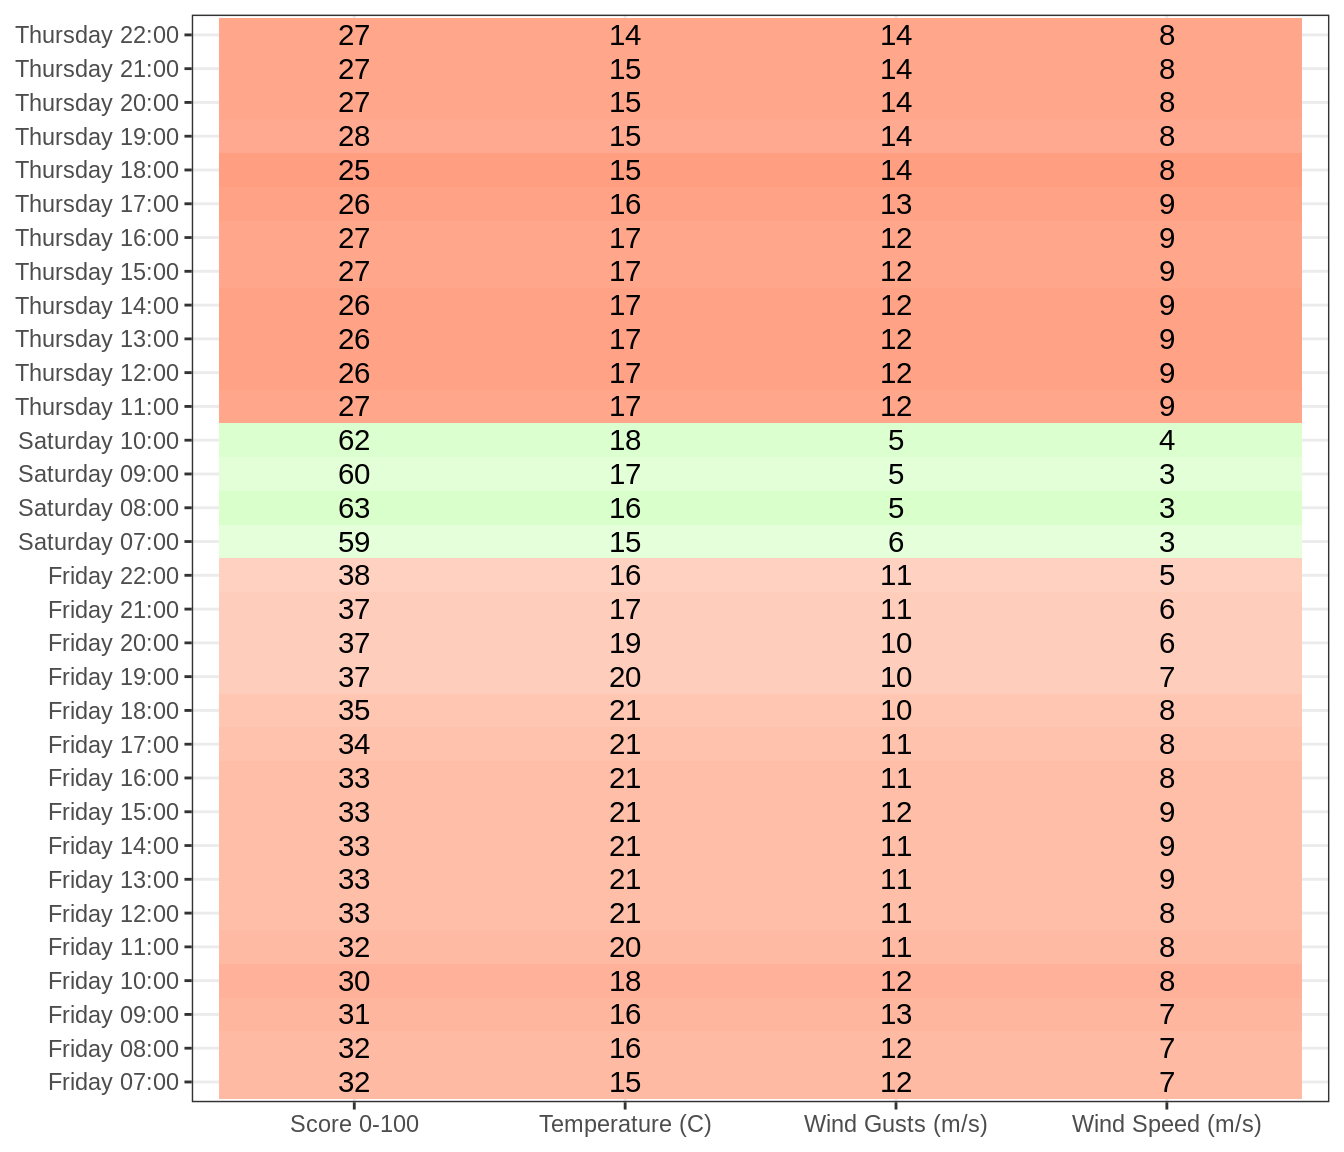 Thursday 22:00 27 14 14 8
Thursday 21:00 27 15 14 8
Thursday 20:00 27 15 14 8
Thursday 19:00 28 15 14 8
Thursday 18:00 25 15 14 8
Thursday 17:00 26 16 13 9
Thursday 16:00 27 17 12 9
Thursday 15:00 27 17 12 9
Thursday 14:00 26 17 12 9
Thursday 13:00 26 17 12 9
Thursday 12:00 26 17 12 9
Thursday 11:00 27 17 12 9
Saturday 10:00 62 18 5 4
Saturday 09:00 60 17 5 3
Saturday 08:00 63 16 5 3
Saturday 07:00 59 15 6 3
Friday 22:00 38 16 11 5
Friday 21:00 37 17 11 6
Friday 20:00 37 19 10 6
Friday 19:00 37 20 10 7
Friday 18:00 35 21 10 8
Friday 17:00 34 21 11 8
Friday 16:00 33 21 11 8
Friday 15:00 33 21 12 9
Friday 14:00 33 21 11 9
Friday 13:00 33 21 11 9
Friday 12:00 33 21 11 8
Friday 11:00 32 20 11 8
Friday 10:00 30 18 12 8
Friday 09:00 31 16 13 7
Friday 08:00 32 16 12 7
Friday 07:00 32 15 12 7
Score 0-100 Temperature (C) Wind Gusts (m/s) Wind Speed (m/s)